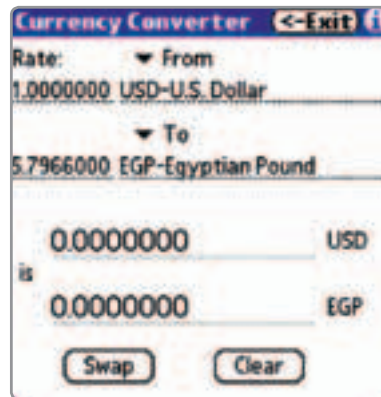 Currency Converter <-Exit i
Rate: From
1.0000000 USD-U.S. Dollar
To
5.7966000 EGP-Egyptian Pound
0.0000000 USD
is
0.0000000 EGP
Swap Clear